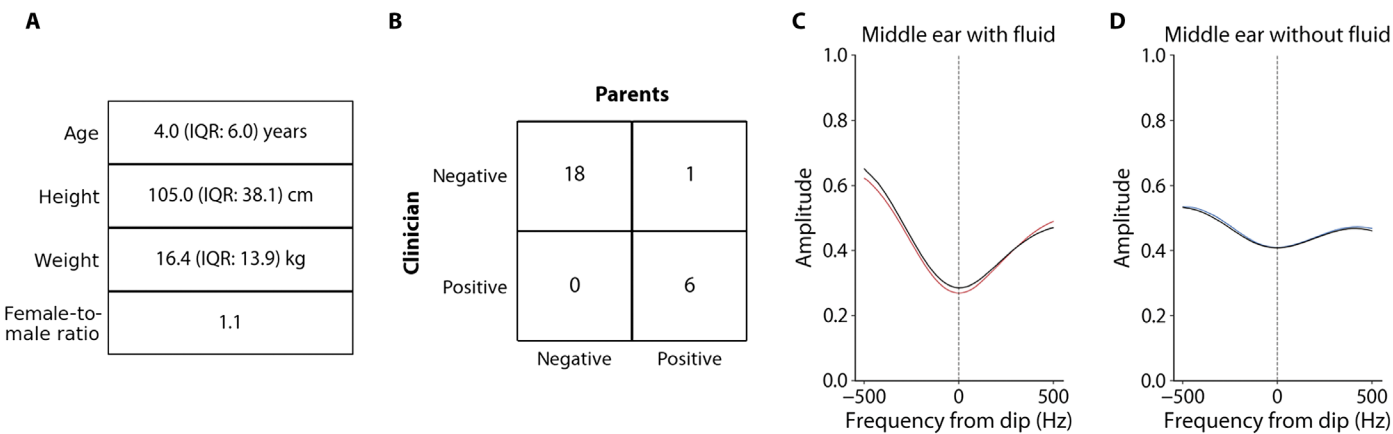 A
Age
4.0 (IQR: 6.0) years
Height
105.0 (IQR: 38.1) cm
Weight
16.4 (IQR: 13.9) kg
Female-to-
male ratio
1.1
B
Parents
Clinician
Negative
18
1
Positive
0
6
Negative
Positive
C
Middle ear with fluid
Amplitude
1.0
0.8
0.6
0.4
0.2
0.0
−500
0
500
Frequency from dip (Hz)
D
Middle ear without fluid
Amplitude
1.0
0.8
0.6
0.4
0.2
0.0
−500
0
500
Frequency from dip (Hz)